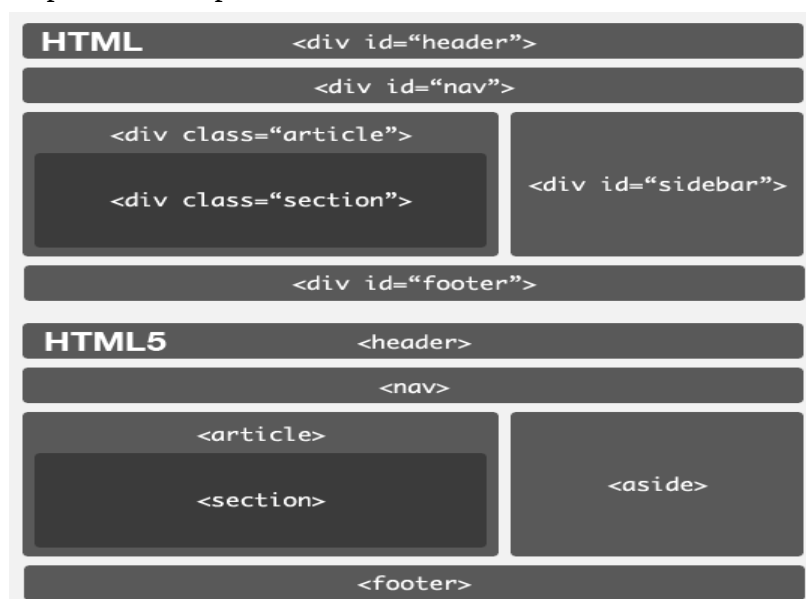 HTML <div id=“header”>
<div id=“nav”>
<div class=“article”>
<div class=“section”>
<div id=“sidebar”>
<div id=“footer”>
HTML5 <header>
<nav>
<article>
<section>
<aside>
<footer>